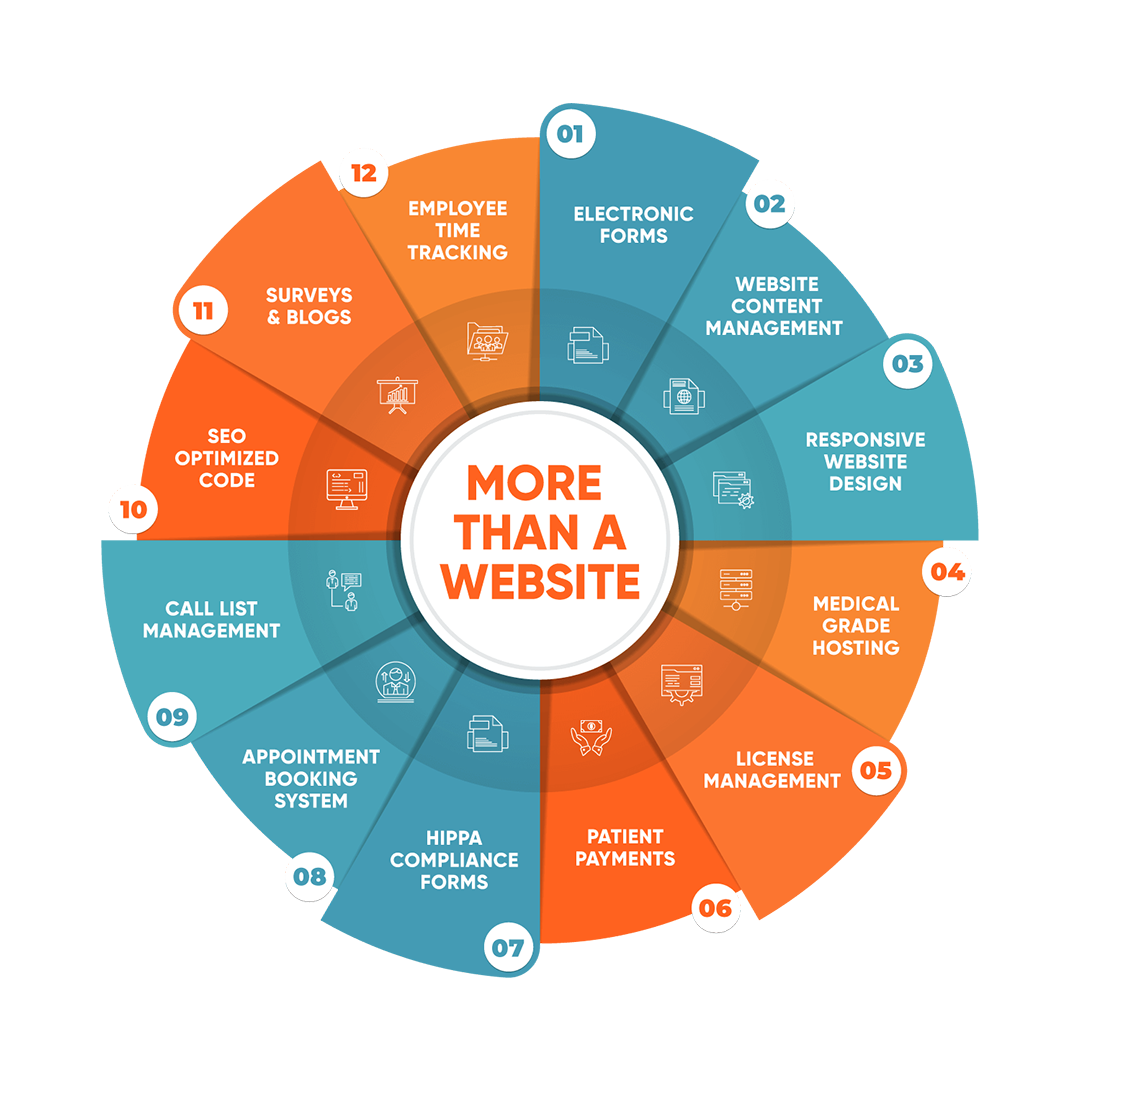 MORE
THAN A
WEBSITE
01
ELECTRONIC
FORMS
02
WEBSITE
CONTENT
MANAGEMENT
03
RESPONSIVE
WEBSITE
DESIGN
04
MEDICAL
GRADE
HOSTING
05
LICENSE
MANAGEMENT
06
PATIENT
PAYMENTS
07
HIPPA
COMPLIANCE
FORMS
08
APPOINTMENT
BOOKING
SYSTEM
09
CALL LIST
MANAGEMENT
10
SEO
OPTIMIZED
CODE
11
SURVEYS
& BLOGS
12
EMPLOYEE
TIME
TRACKING